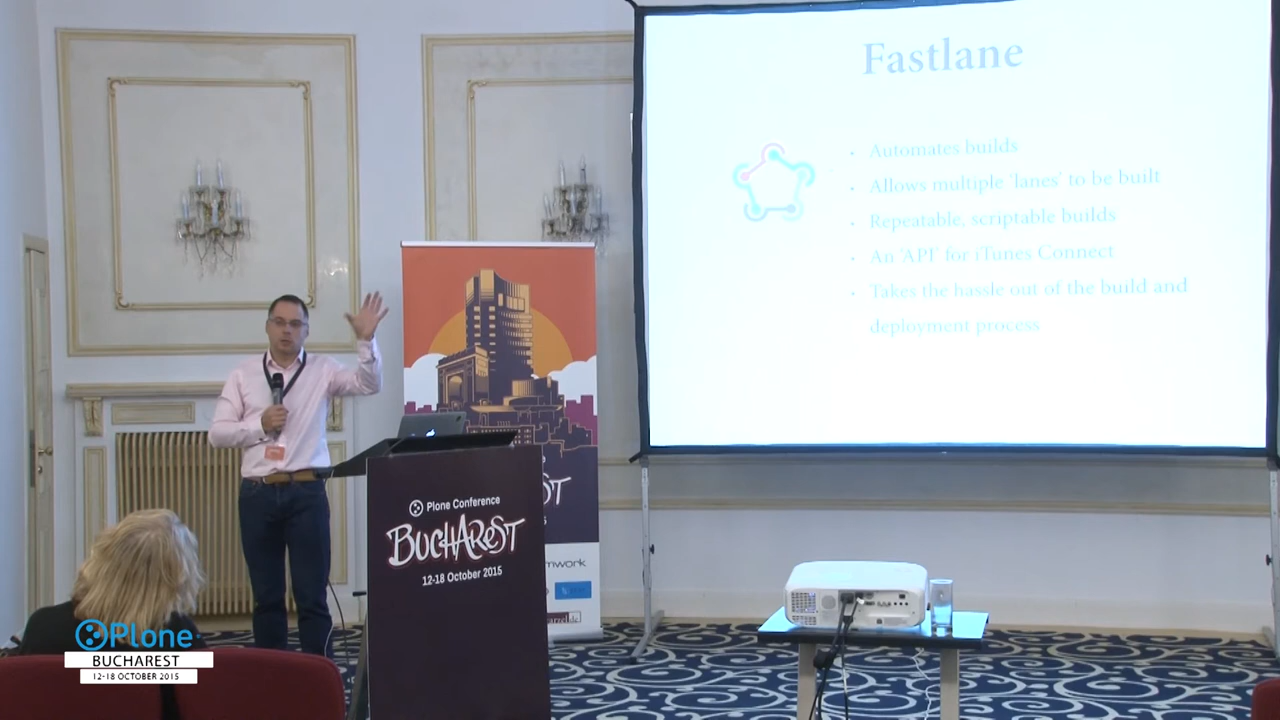 Fastlane
• Automates builds
• Allows multiple 'lanes' to be built
• Repeatable, scriptable builds
• An 'API' for iTunes Connect
• Takes the hassle out of the build and
deployment process
Plone Conference
BUCHAREST
12-18 October 2015
Plone
BUCHAREST
12-18 OCTOBER 2015